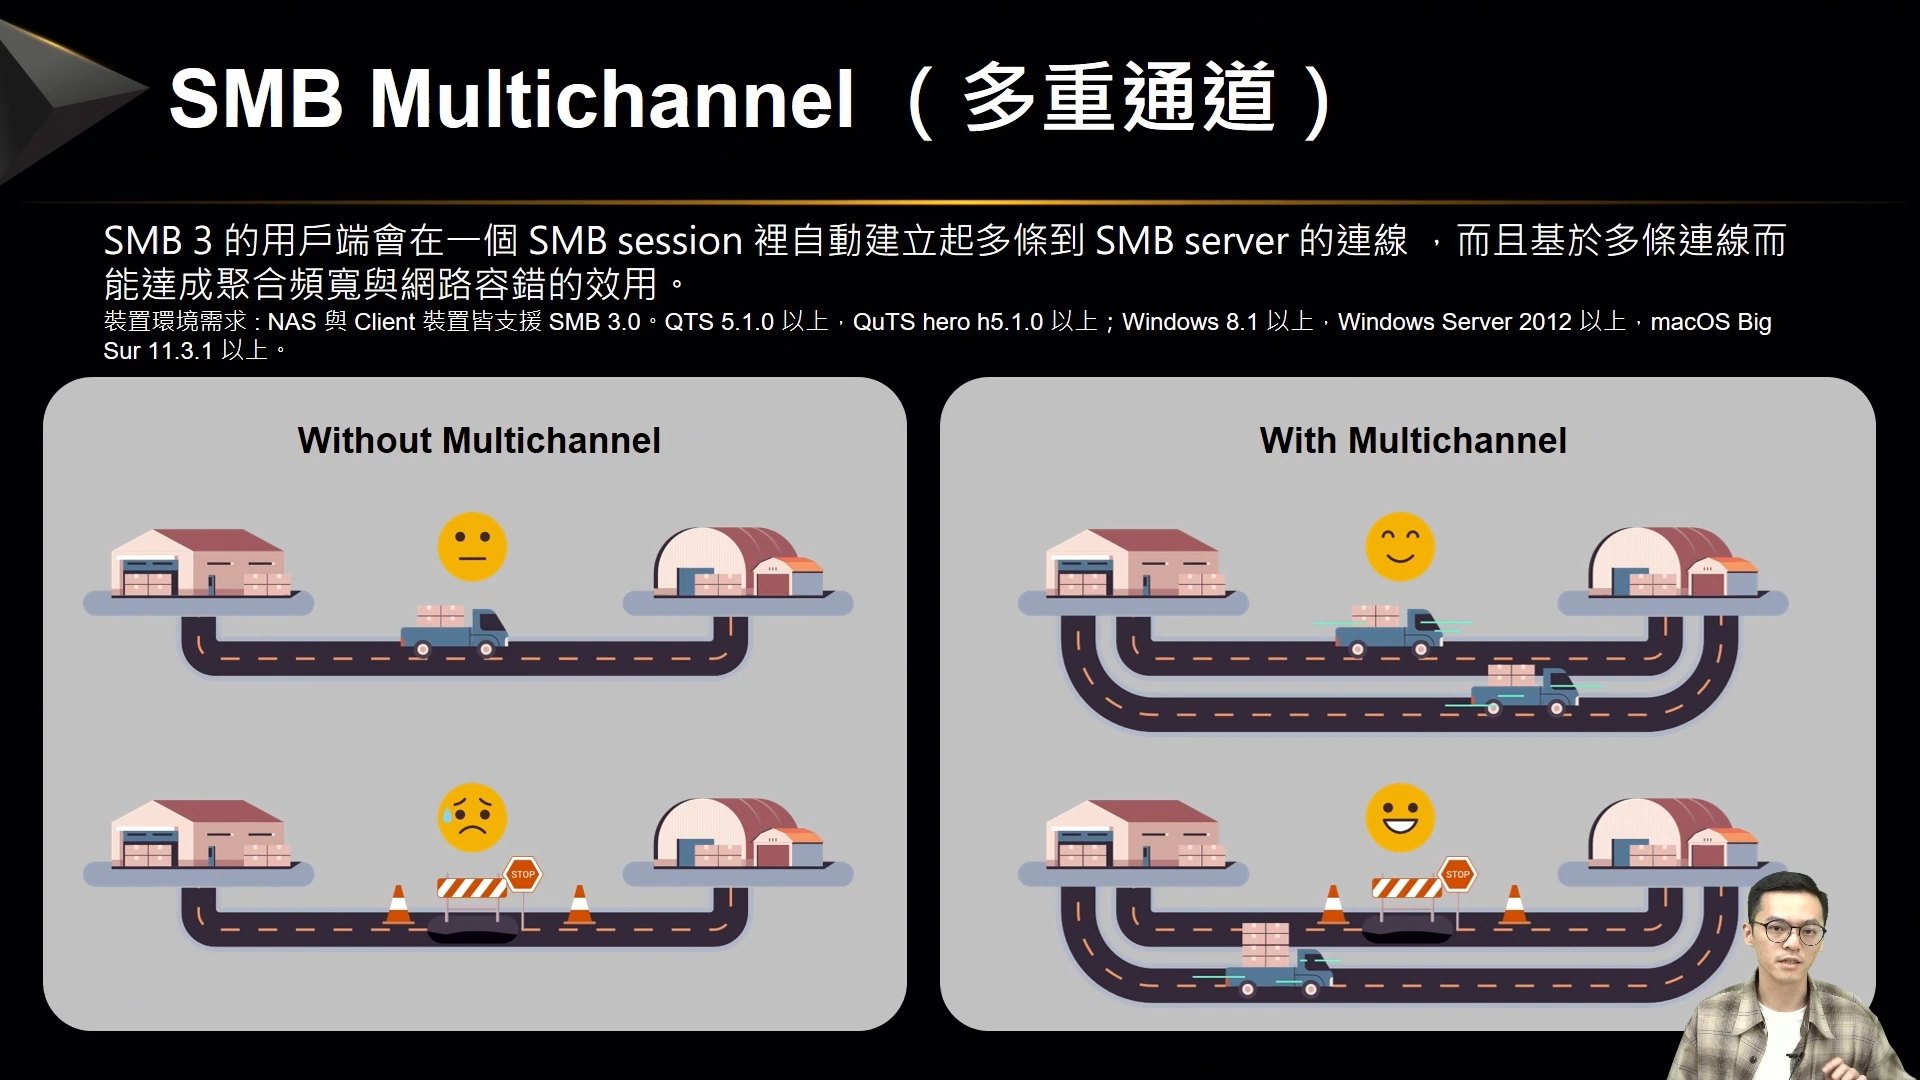 SMB Multichannel （多重通道）
SMB 3 的用戶端會在一個 SMB session 裡自動建立起多條到 SMB server 的連線 ，而且基於多條連線而
能達成聚合頻寬與網路容錯的效用。
裝置環境需求 : NAS 與 Client 裝置皆支援 SMB 3.0。QTS 5.1.0 以上，QuTS hero h5.1.0 以上；Windows 8.1 以上，Windows Server 2012 以上，macOS Big
Sur 11.3.1 以上。
Without Multichannel
With Multichannel
STOP
STOP